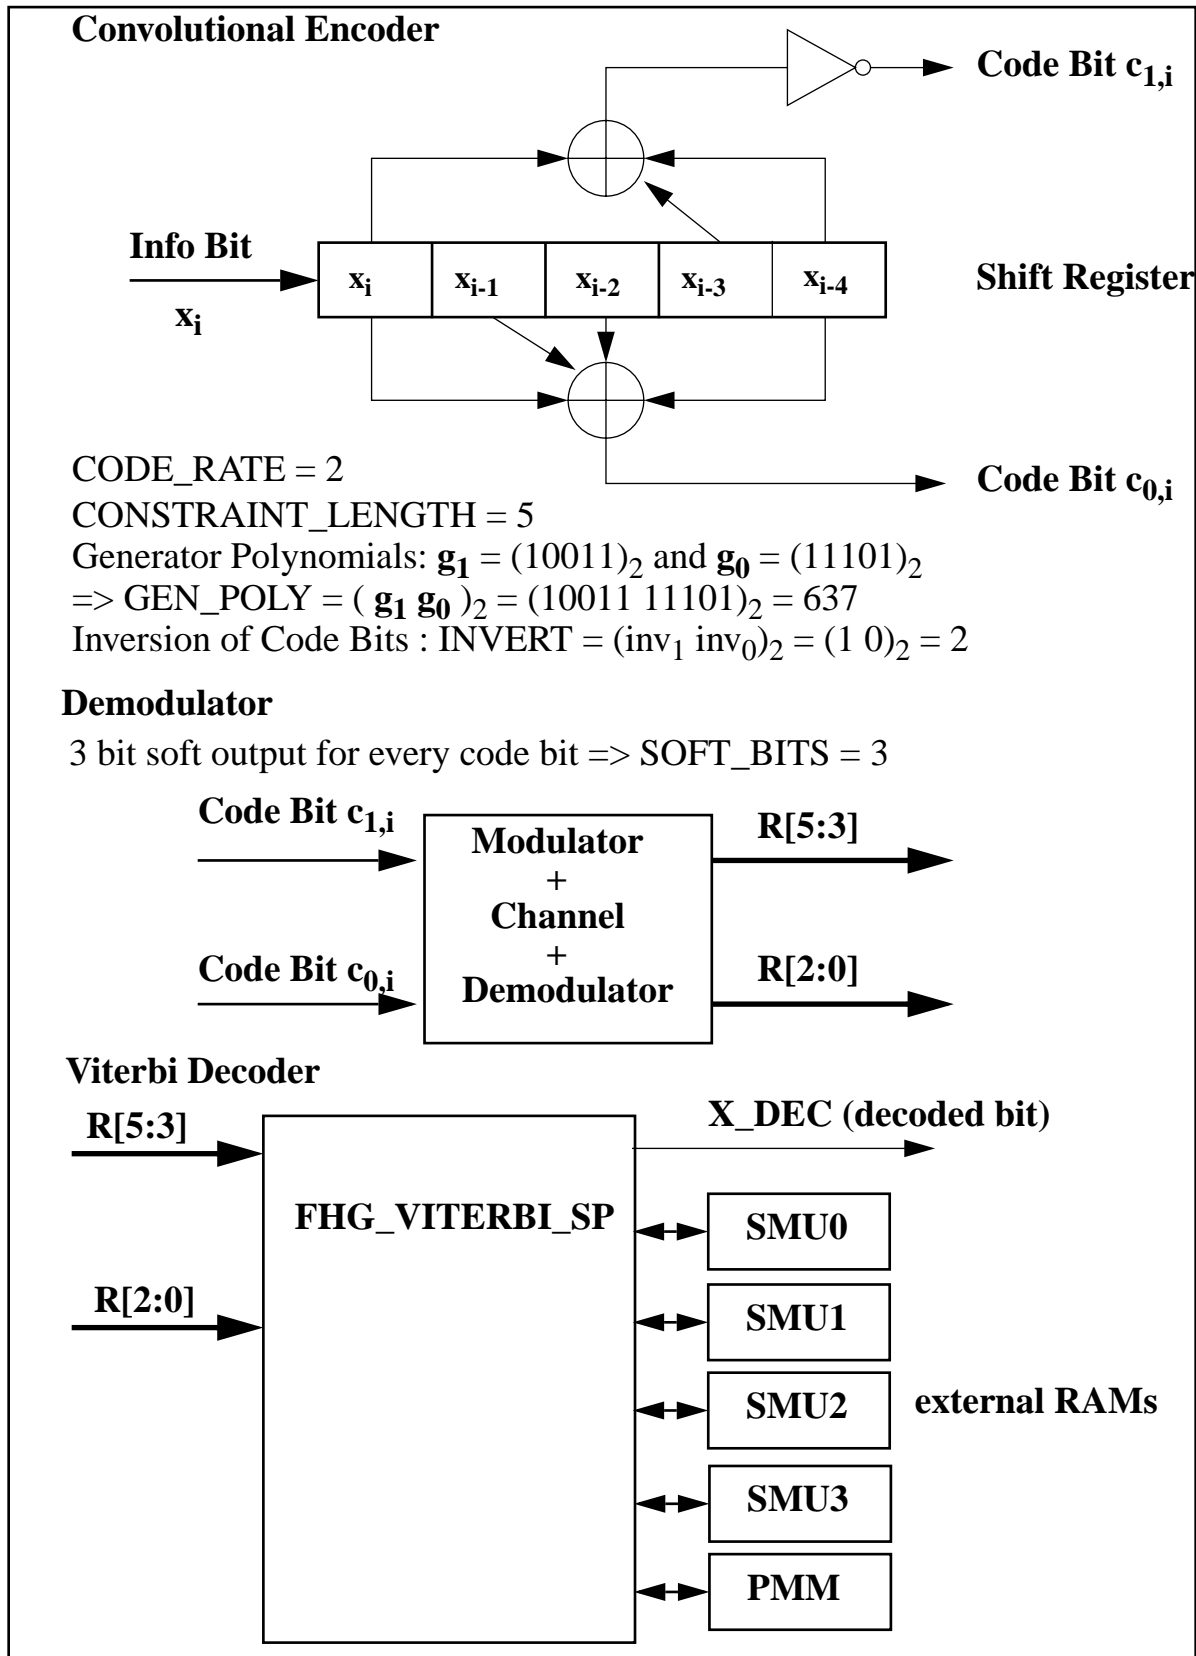 Convolutional Encoder
Code Bit c1,i
Info Bit
xi
xi xi-1 xi-2 xi-3 xi-4
Shift Register
CODE_RATE = 2
Code Bit c0,i
CONSTRAINT_LENGTH = 5
Generator Polynomials: g1 = (10011)2 and g0 = (11101)2
=> GEN_POLY = ( g1 g0 )2 = (10011 11101)2 = 637
Inversion of Code Bits : INVERT = (inv1 inv0)2 = (1 0)2 = 2
Demodulator
3 bit soft output for every code bit => SOFT_BITS = 3
Code Bit c1,i
Modulator
+
Channel
+
Demodulator
R[5:3]
Code Bit c0,i
R[2:0]
Viterbi Decoder
R[5:3]
X_DEC (decoded bit)
FHG_VITERBI_SP
SMU0
R[2:0]
SMU1
SMU2
external RAMs
SMU3
PMM